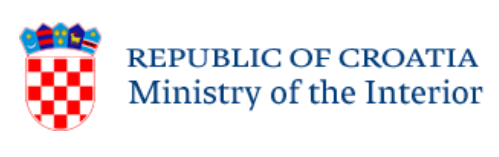 REPUBLIC OF CROATIA
Ministry of the Interior